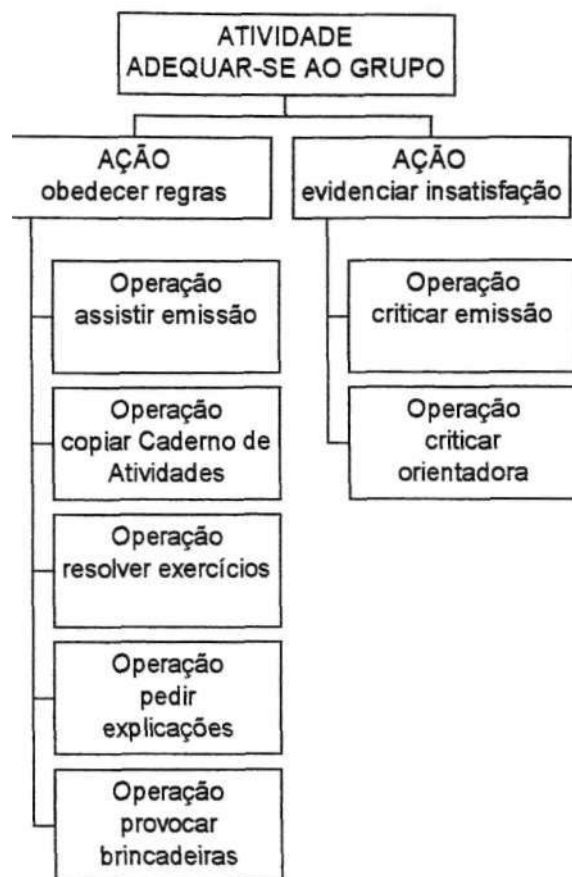 ATIVIDADE
ADEQUAR-SE AO GRUPO
AÇÃO
obedecer regras
Operação
assistir emissão
Operação
copiar Caderno de
Atividades
Operação
resolver exercícios
Operação
pedir
explicações
Operação
provocar
brincadeiras
AÇÃO
evidenciar insatisfação
Operação
criticar emissão
Operação
criticar
orientadora